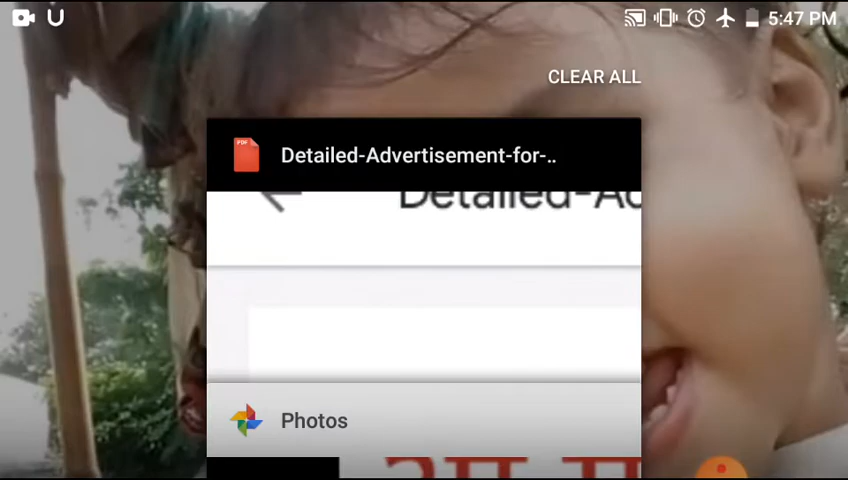 5:47 PM
CLEAR ALL
PDF
Detailed-Advertisement-for-..
Detailed-Ad
Photos